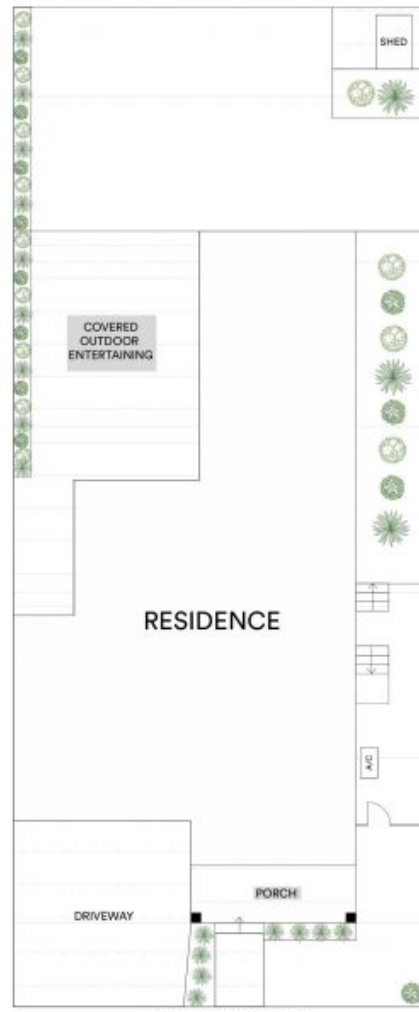 SHED
COVERED
OUTDOOR
ENTERTAINING
RESIDENCE
A/C
PORCH
DRIVEWAY